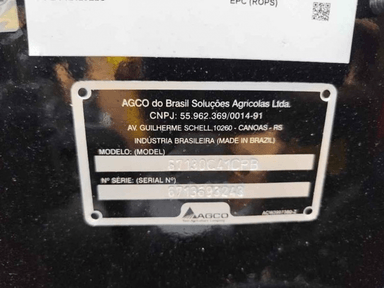 EPC (ROPS)
AGCO do Brasil Soluções Agrícolas Ltda.
CNPJ: 55.962.369/0014-91
AV. GUILHERME SCHELL,10260 - CANOAS - RS
INDÚSTRIA BRASILEIRA (MADE IN BRAZIL)
MODELO: (MODEL)
Nº SÉRIE: (SERIAL Nº)
AGCO